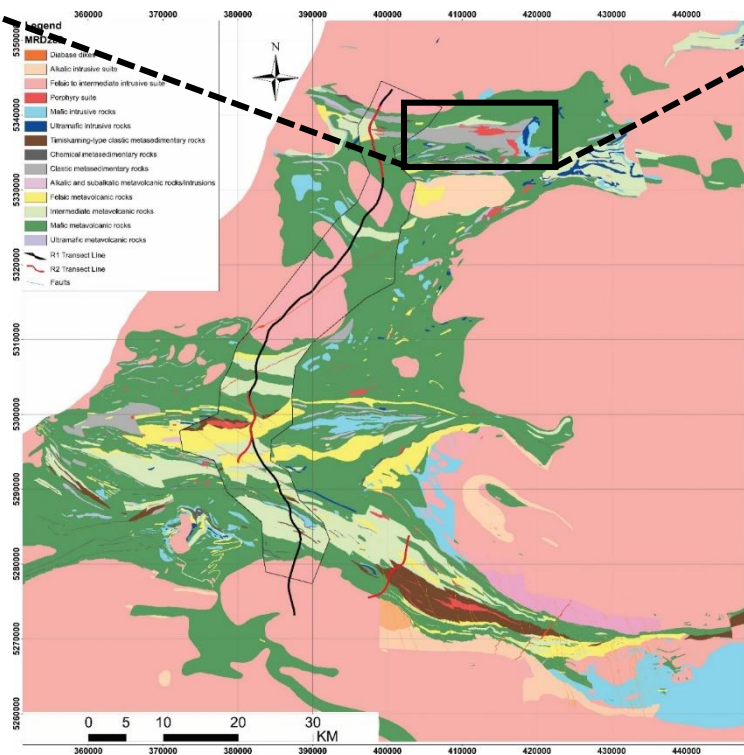 360000 370000 380000 390000 400000 410000 420000 430000 440000
5350000
5340000
5330000
5320000
5310000
5300000
5290000
5280000
5270000
5260000
Legend
N
Diabase dikes
Alkalic intrusive suite
Felsic to intermediate intrusive suite
Porphyry suite
Mafic intrusive rocks
Ultramafic intrusive rocks
Timiskaming-type clastic metasedimentary rocks
Chemical metasedimentary rocks
Clastic metasedimentary rocks
Alkalic and subalkalic metavolcanic rocks/intrusions
Felsic metavolcanic rocks
Intermediate metavolcanic rocks
Mafic metavolcanic rocks
Ultramafic metavolcanic rocks
R1 Transect Line
R2 Transect Line
Faults
0 5 10 20 30
KM
360000 370000 380000 390000 400000 410000 420000 430000 440000